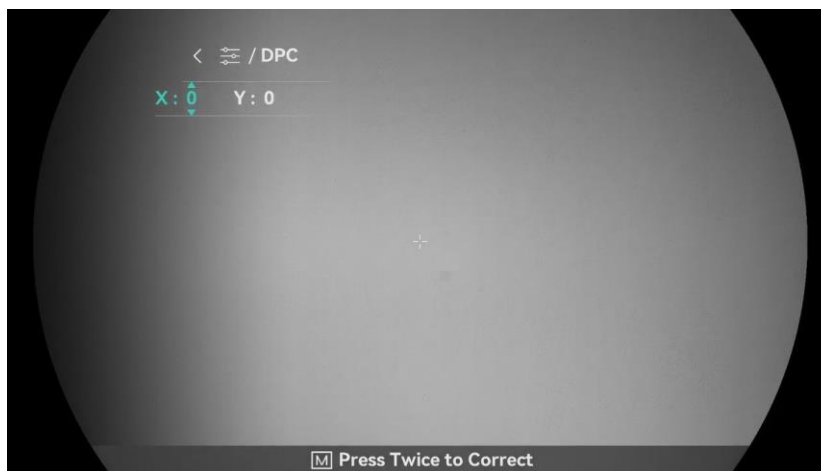 / DPC
X : 0 Y : 0
M Press Twice to Correct